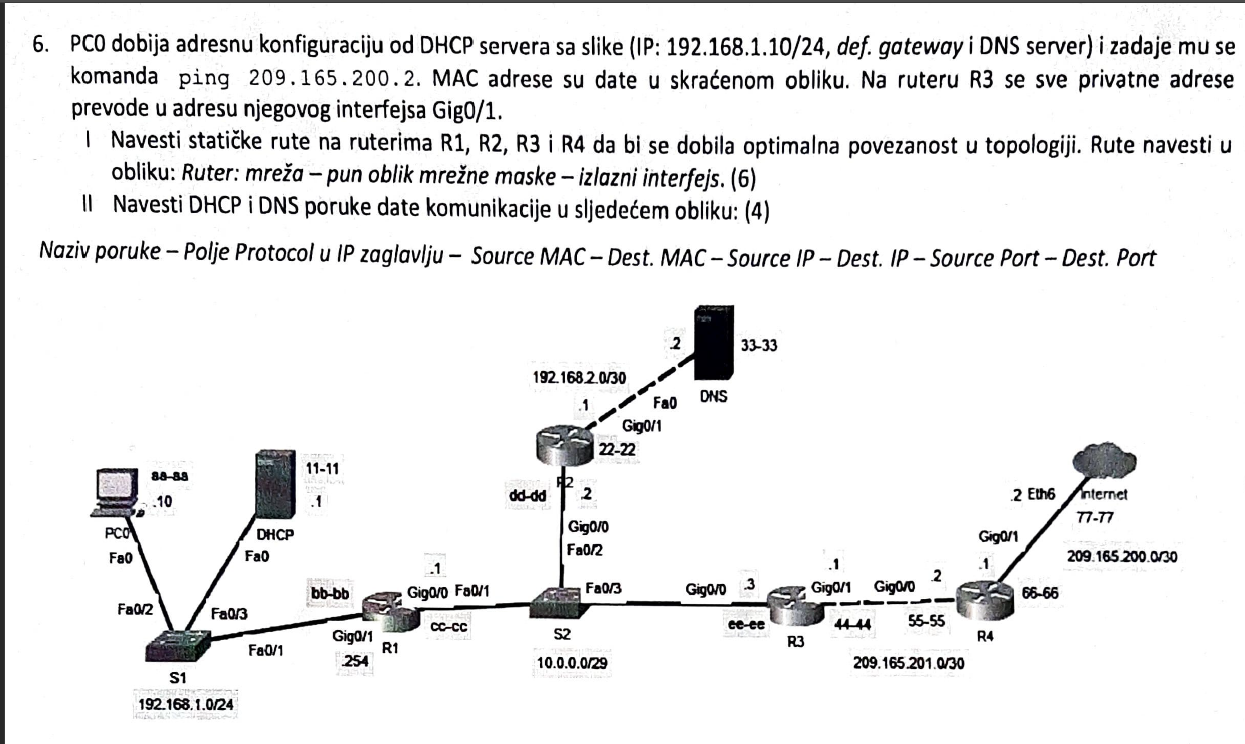 6. PC0 dobija adresnu konfiguraciju od DHCP servera sa slike (IP: 192.168.1.10/24, def. gateway i DNS server) i zadaje mu se
komanda ping 209.165.200.2. MAC adrese su date u skraćenom obliku. Na ruteru R3 se sve privatne adrese
prevode u adresu njegovog interfejsa Gig0/1.
I Navesti statičke rute na ruterima R1, R2, R3 i R4 da bi se dobila optimalna povezanost u topologiji. Rute navesti u
obliku: Ruter: mreža – pun oblik mrežne maske – izlazni interfejs. (6)
II Navesti DHCP i DNS poruke date komunikacije u sljedećem obliku: (4)
Naziv poruke – Polje Protocol u IP zaglavlju – Source MAC – Dest. MAC – Source IP – Dest. IP – Source Port – Dest. Port
.2
33-33
192.168.2.0/30
.1
Fa0
DNS
Gig0/1
22-22
R2
dd-dd
.2
Gig0/0
Fa0/2
aa-aa
.10
PC0
Fa0
11-11
.1
DHCP
Fa0
Fa0/2
Fa0/3
Fa0/1
S1
192.168.1.0/24
bb-bb
.1
Gig0/0
Fa0/1
cc-cc
Gig0/1
R1
.254
Fa0/3
S2
10.0.0.0/29
Gig0/0
.3
ee-ee
R3
.1
Gig0/1
44-44
Gig0/0
.2
55-55
209.165.201.0/30
.2 Eth6
Internet
77-77
Gig0/1
.1
209.165.200.0/30
66-66
R4